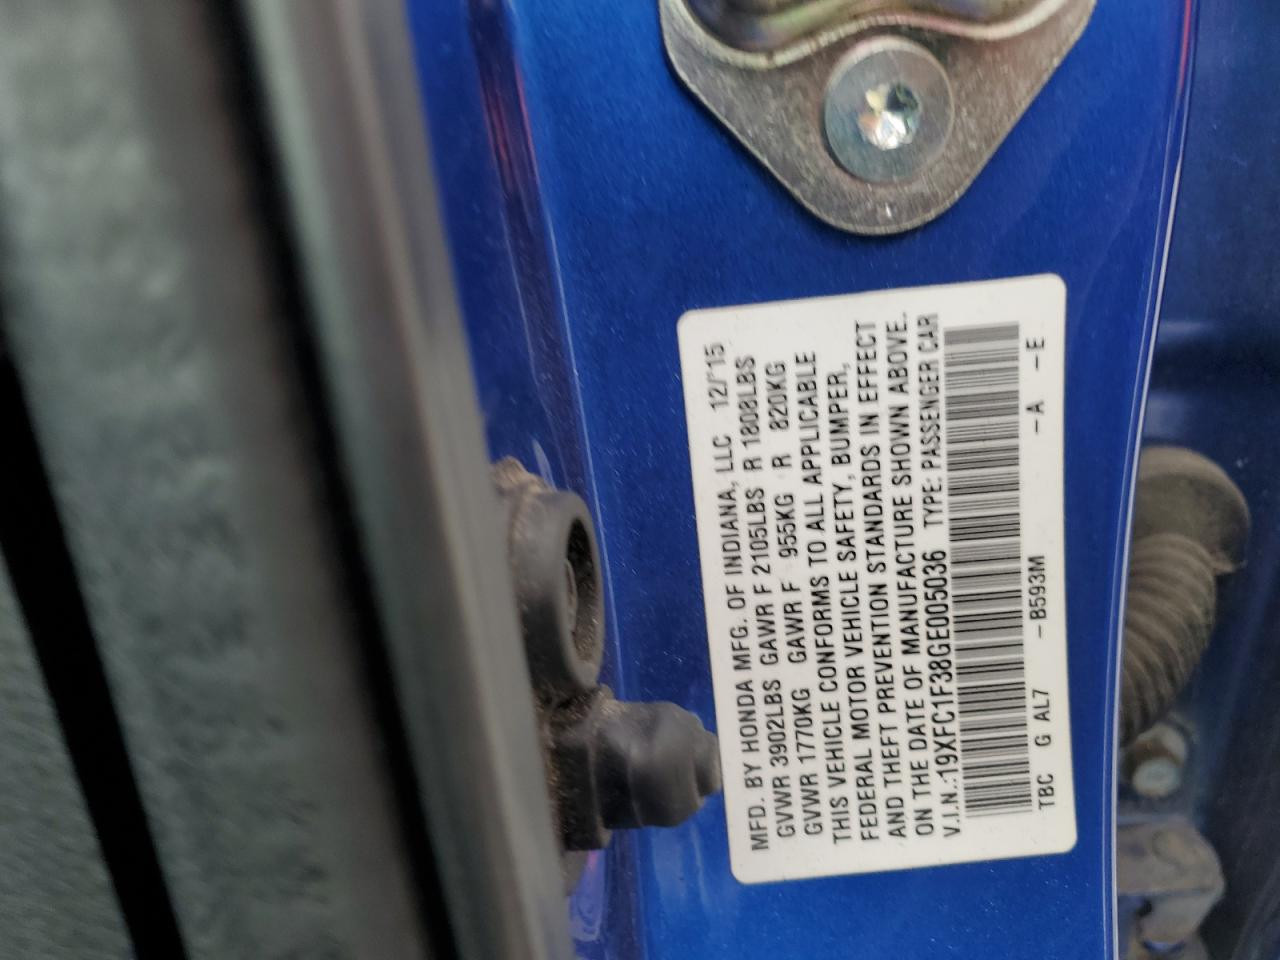 MFD. BY HONDA MFG. OF INDIANA, LLC 12/'15
GVWR 3902LBS GAWR F 2105LBS R 1808LBS
GVWR 1770KG GAWR F 955KG R 820KG
THIS VEHICLE CONFORMS TO ALL APPLICABLE
FEDERAL MOTOR VEHICLE SAFETY, BUMPER,
AND THEFT PREVENTION STANDARDS IN EFFECT
ON THE DATE OF MANUFACTURE SHOWN ABOVE.
V.I.N.:19XFC1F38GE005036 TYPE: PASSENGER CAR
TBC G AL7 -B593M -A -E